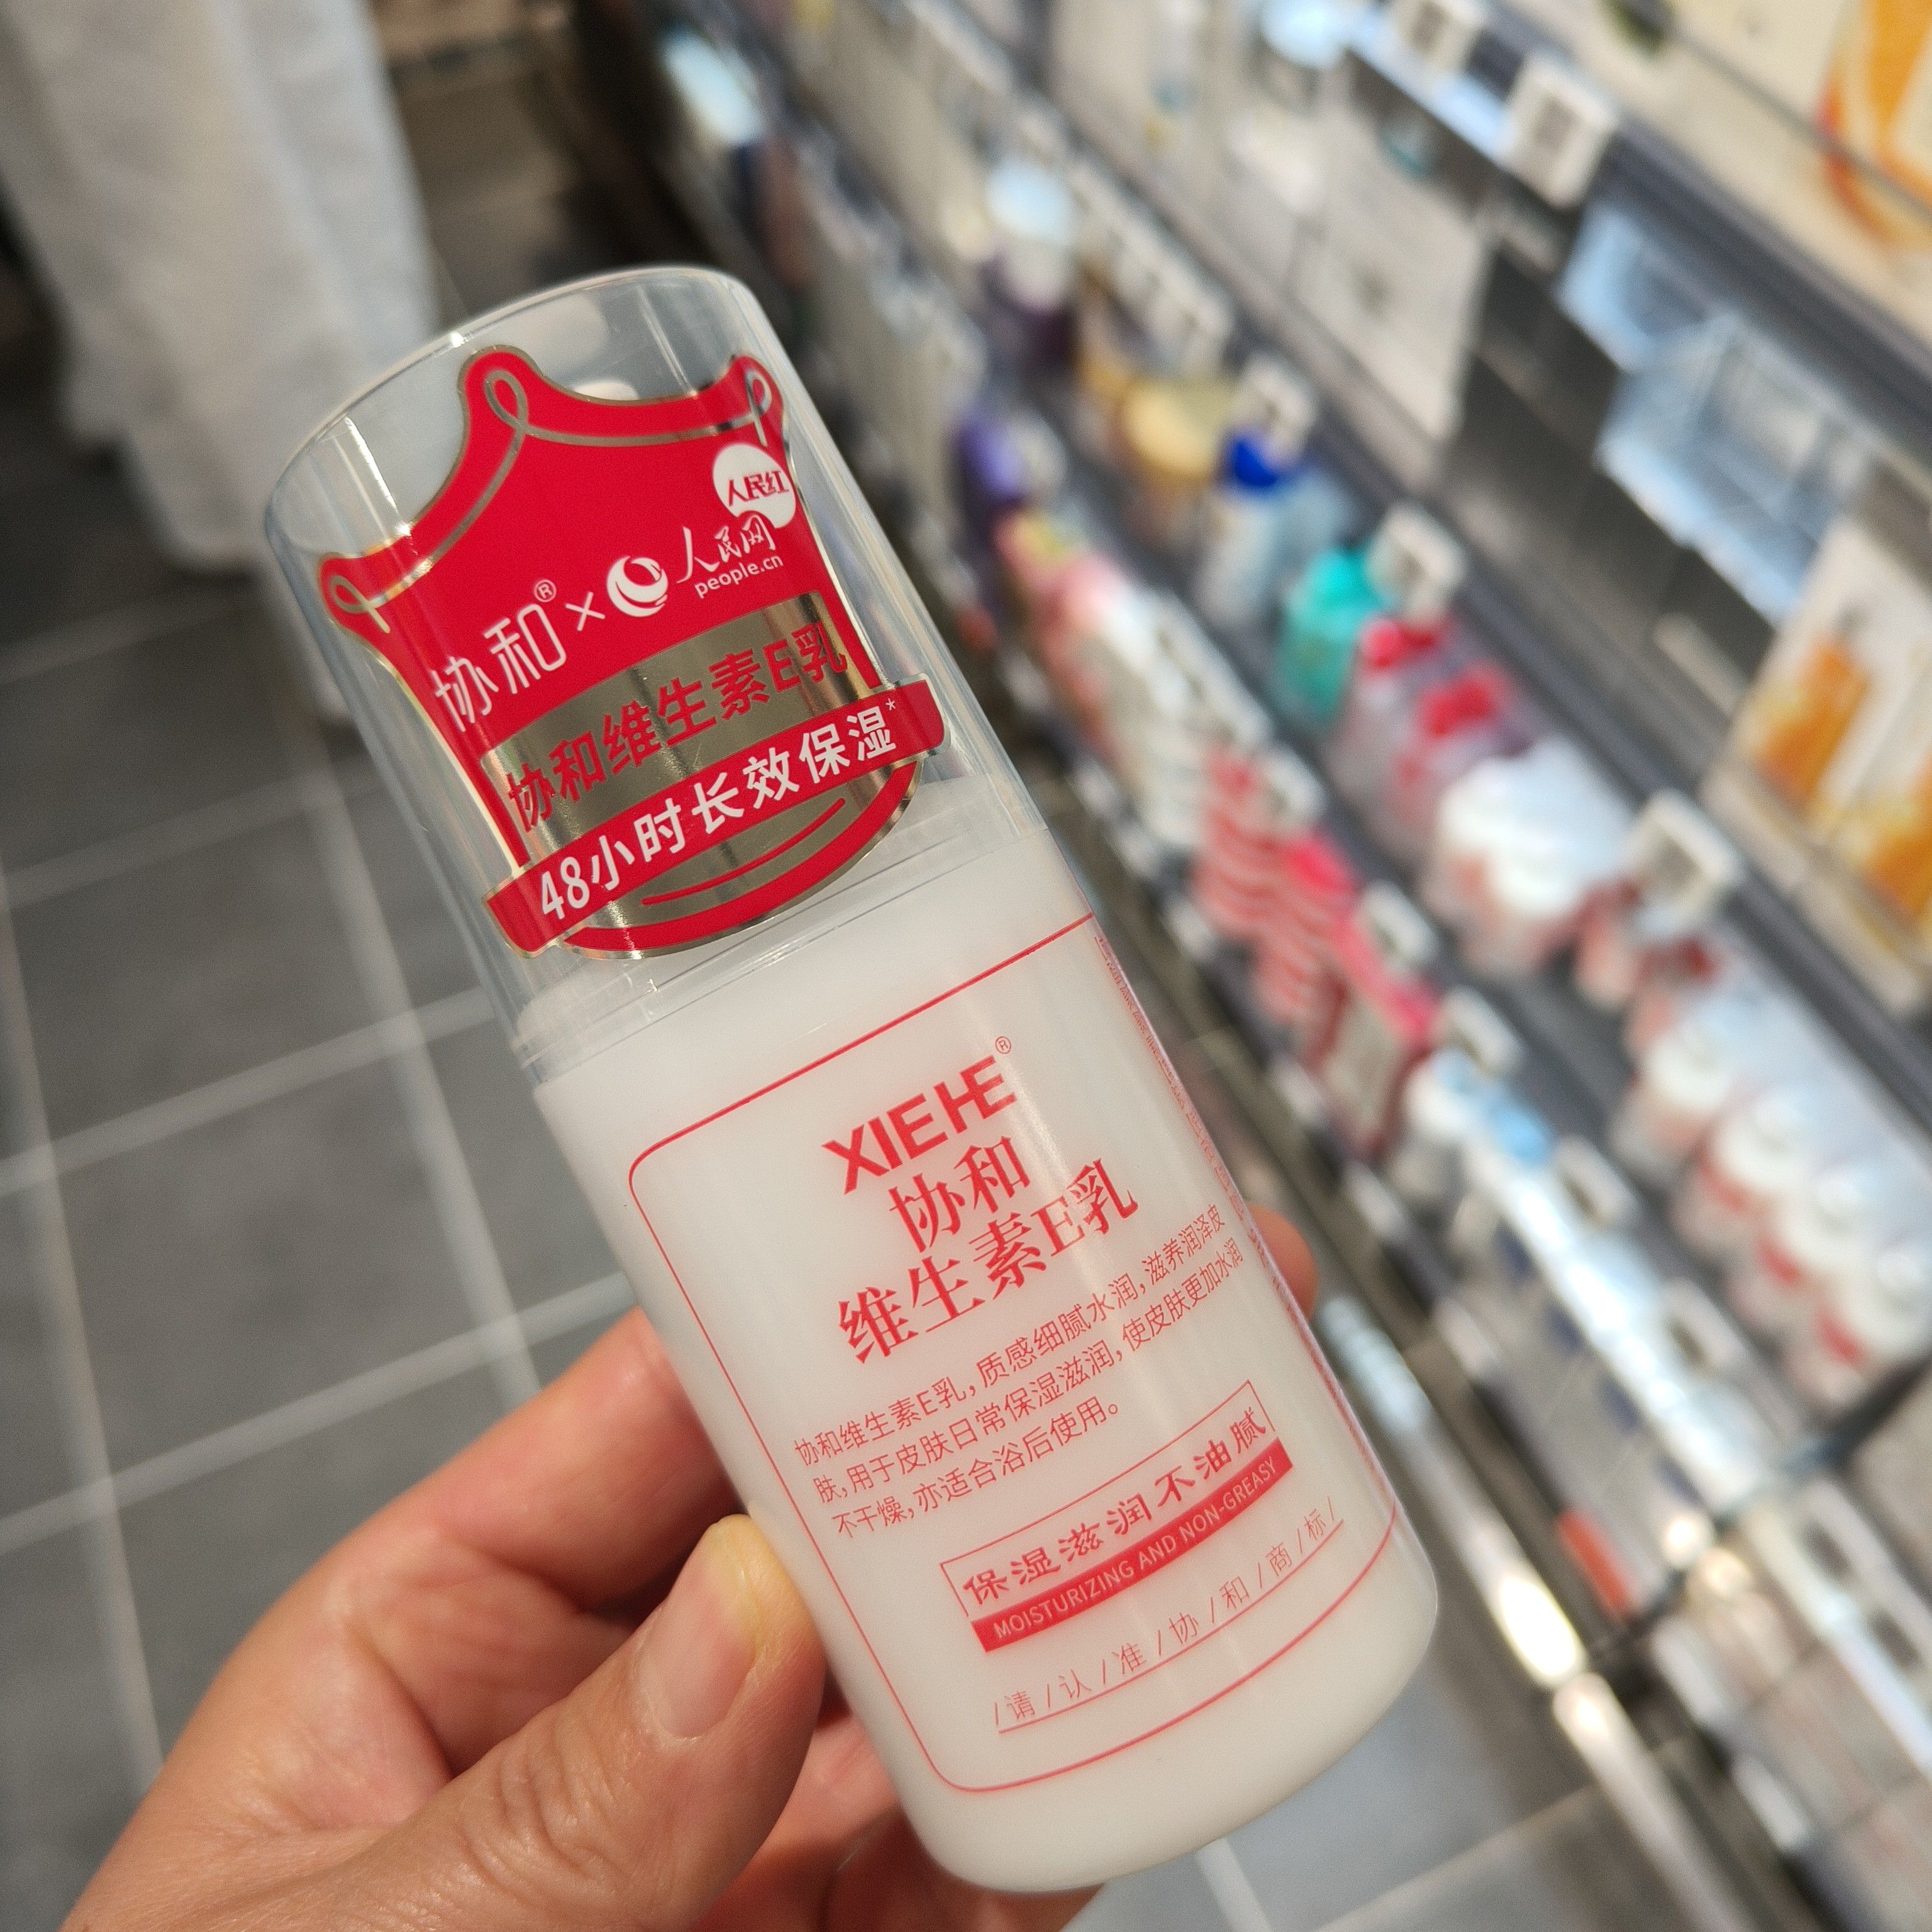 人民红
协和® × 人民网
people.cn
协和维生素E乳
48小时长效保湿*
XIEHE®
协和
维生素E乳
协和维生素E乳，质感细腻水润，滋养润泽皮
肤，用于皮肤日常保湿滋润，使皮肤更加水润
不干燥，亦适合浴后使用。
保湿滋润不油腻
MOISTURIZING AND NON-GREASY
/请/认/准/协/和/商/标/